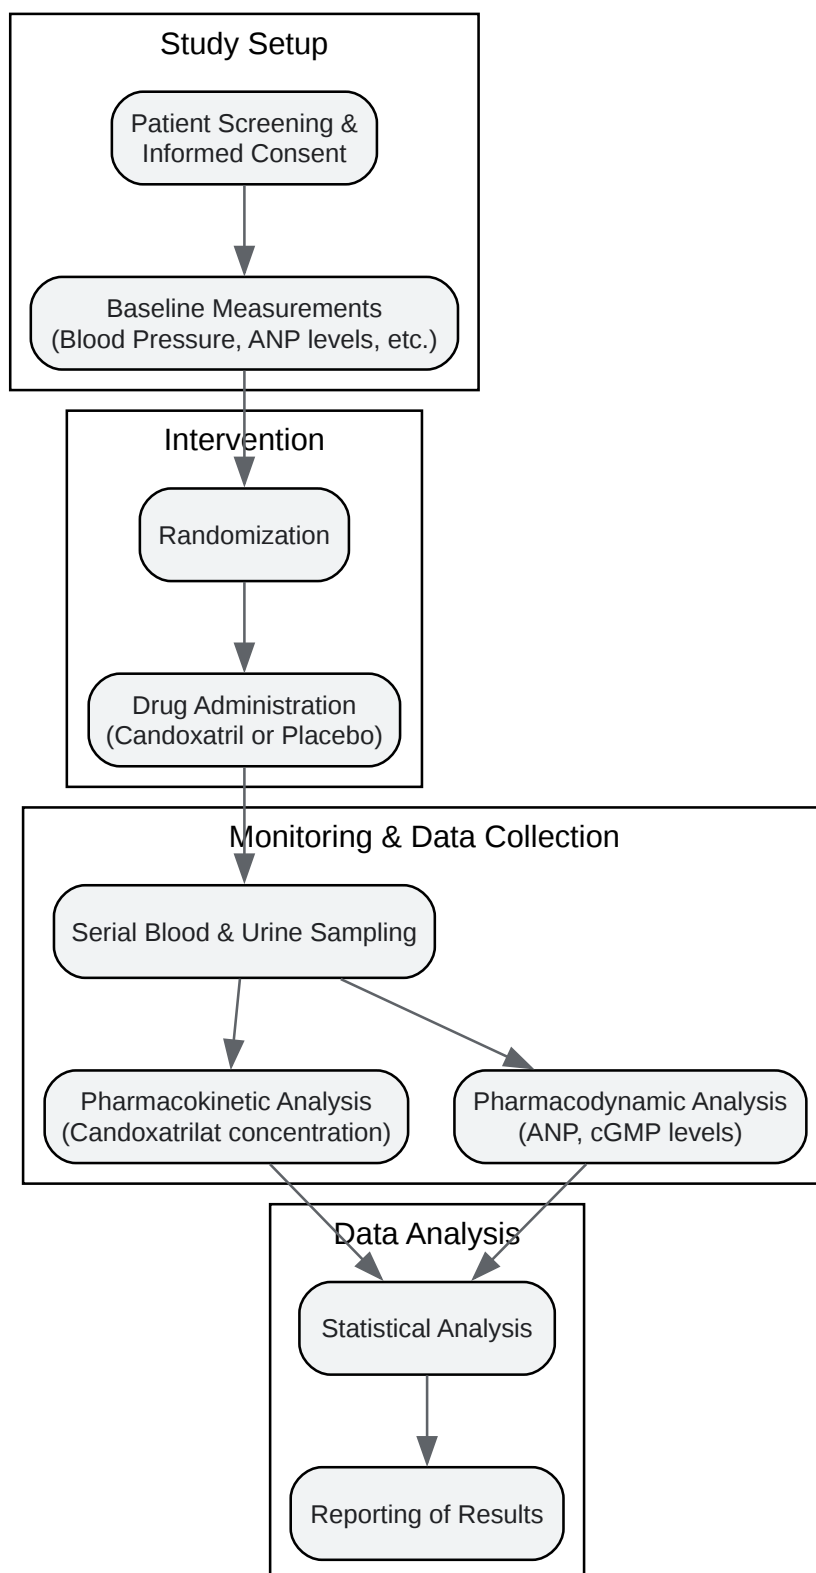 Study Setup
Patient Screening &
Informed Consent
Baseline Measurements
(Blood Pressure, ANP levels, etc.)
Intervention
Randomization
Drug Administration
(Candoxatril or Placebo)
Monitoring & Data Collection
Serial Blood & Urine Sampling
Pharmacokinetic Analysis
(Candoxatrilat concentration)
Pharmacodynamic Analysis
(ANP, cGMP levels)
Data Analysis
Statistical Analysis
Reporting of Results